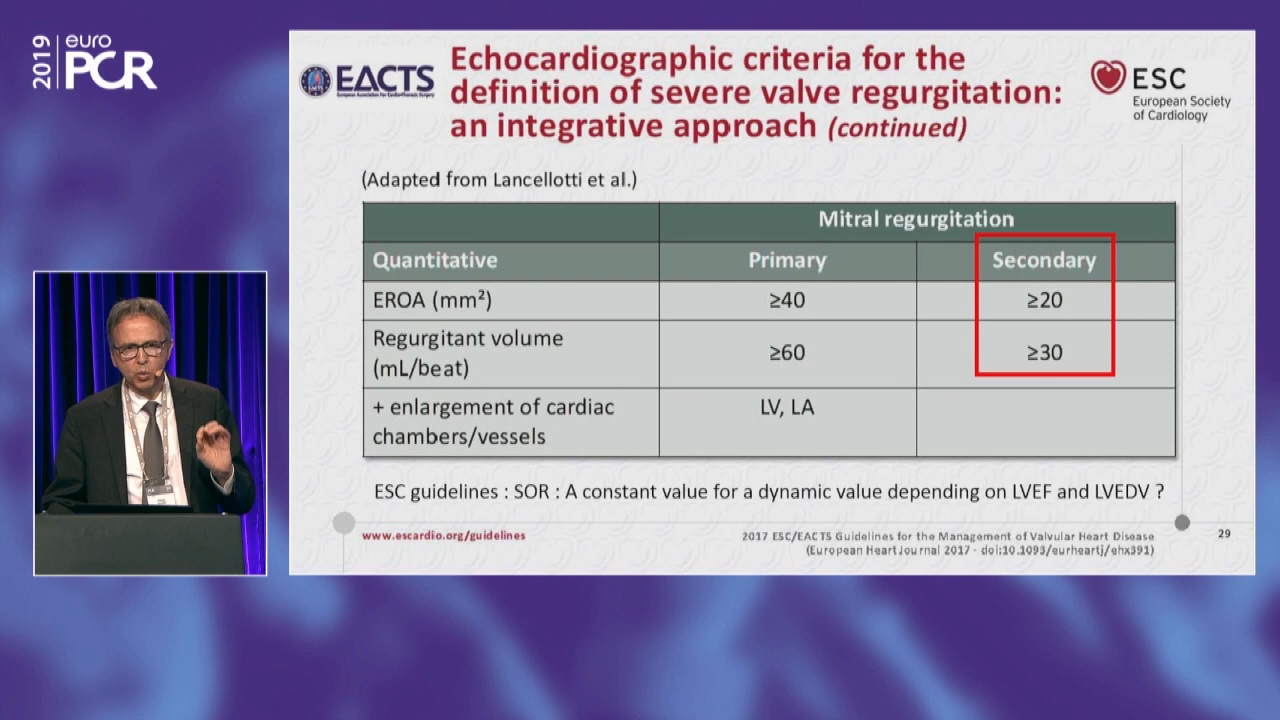 2019 euro PCR
EACTS
European Association For Cardio-Thoracic Surgery
Echocardiographic criteria for the
definition of severe valve regurgitation:
an integrative approach (continued)
ESC
European Society
of Cardiology
(Adapted from Lancellotti et al.)
Mitral regurgitation
Quantitative Primary Secondary
EROA (mm²) ≥40 ≥20
Regurgitant volume
(mL/beat) ≥60 ≥30
+ enlargement of cardiac
chambers/vessels LV, LA
ESC guidelines : SOR : A constant value for a dynamic value depending on LVEF and LVEDV ?
www.escardio.org/guidelines
2017 ESC/EACTS Guidelines for the Management of Valvular Heart Disease
(European Heart Journal 2017 - doi:10.1093/eurheartj/ehx391)
29